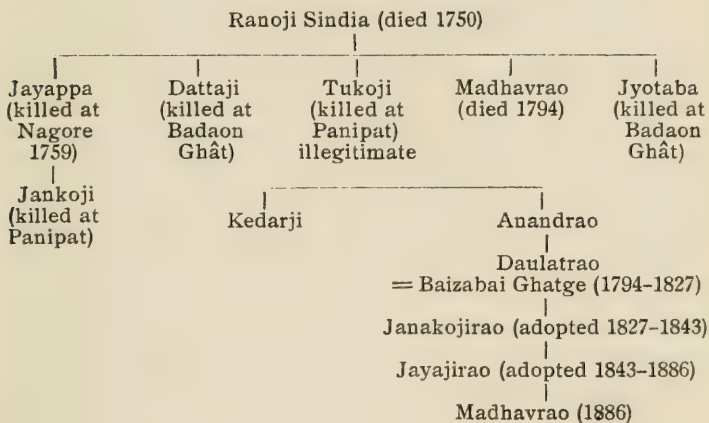 Ranoji Sindia (died 1750)
Jayappa
(killed at
Nagore
1759)
Jankoji
(killed at
Panipat)
Dattaji
(killed at
Badaon
Ghât)
Tukoji
(killed at
Panipat)
illegitimate
Madhavrao
(died 1794)
Jyotaba
(killed at
Badaon
Ghât)
Kedarji
Anandrao
Daulatrao
= Baizabai Ghatge (1794–1827)
Janakojirao (adopted 1827–1843)
Jayajirao (adopted 1843–1886)
Madhavrao (1886)